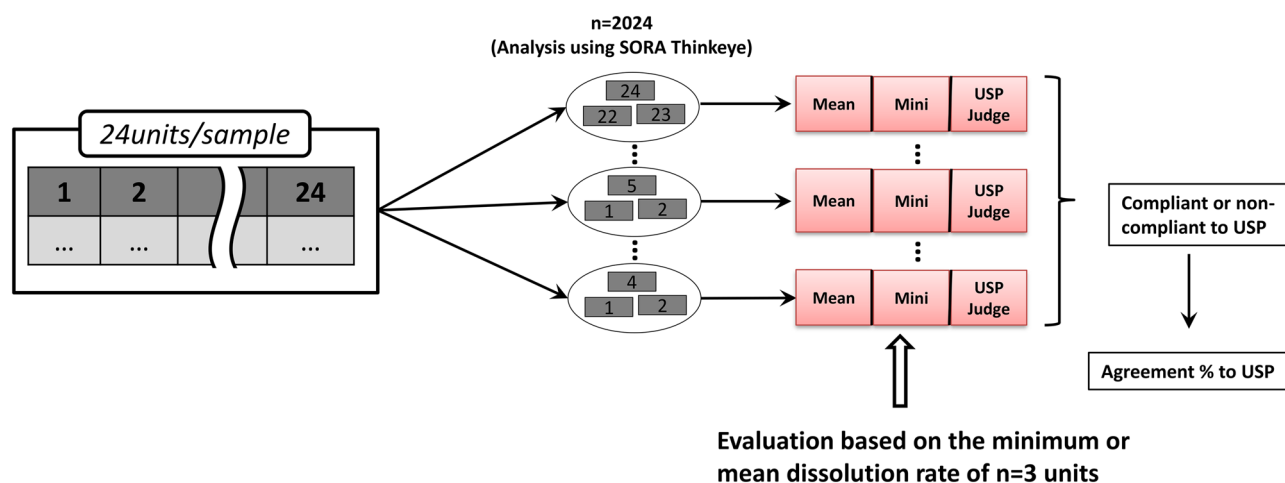 n=2024
(Analysis using SORA Thinkeye)
24units/sample
1 2 24
... ... ...
24
22 23
5
1 2
4
1 2
Mean Mini USP
Judge
Mean Mini USP
Judge
Mean Mini USP
Judge
Compliant or non-
compliant to USP
Agreement % to USP
Evaluation based on the minimum or
mean dissolution rate of n=3 units